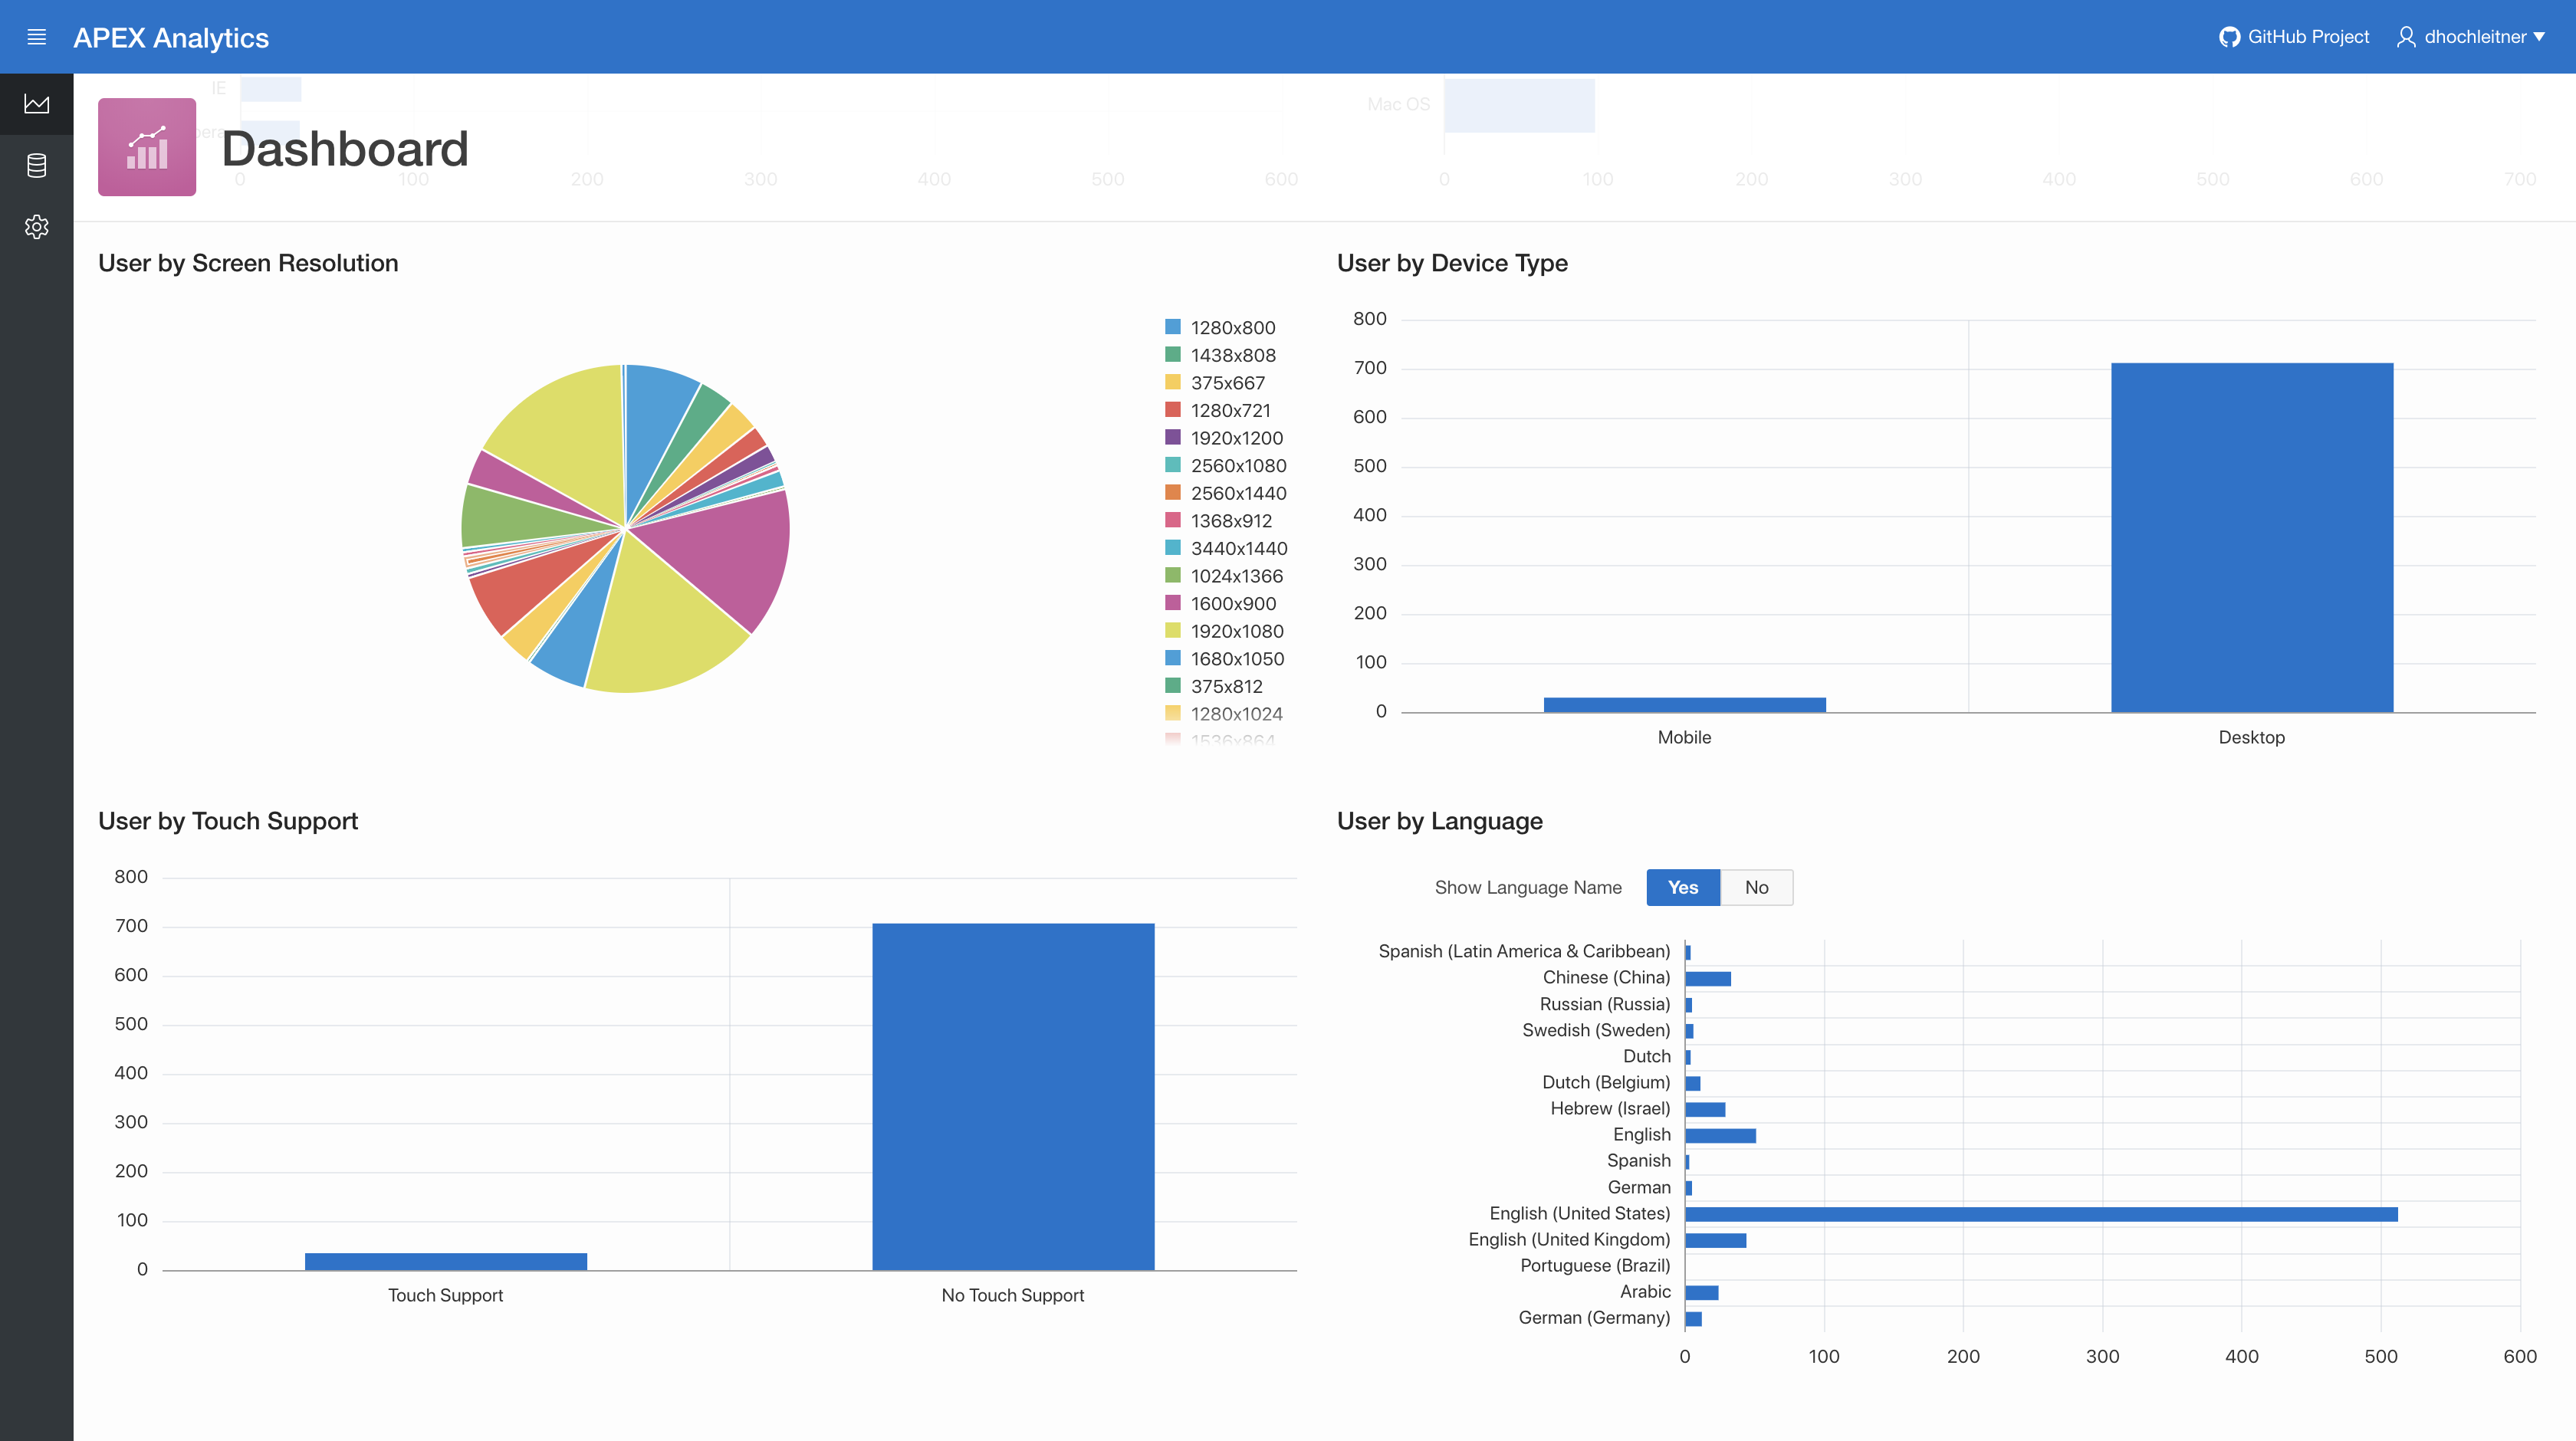 APEX Analytics
GitHub Project
dhochleitner
IE
Mac OS
Dashboard
0 100 200 300 400 500 600
0 100 200 300 400 500 600 700
User by Screen Resolution
1280x800
1438x808
375x667
1280x721
1920x1200
2560x1080
2560x1440
1368x912
3440x1440
1024x1366
1600x900
1920x1080
1680x1050
375x812
1280x1024
1536x864
User by Device Type
800
700
600
500
400
300
200
100
0
Mobile Desktop
User by Touch Support
800
700
600
500
400
300
200
100
0
Touch Support No Touch Support
User by Language
Show Language Name Yes No
Spanish (Latin America & Caribbean)
Chinese (China)
Russian (Russia)
Swedish (Sweden)
Dutch
Dutch (Belgium)
Hebrew (Israel)
English
Spanish
German
English (United States)
English (United Kingdom)
Portuguese (Brazil)
Arabic
German (Germany)
0 100 200 300 400 500 600